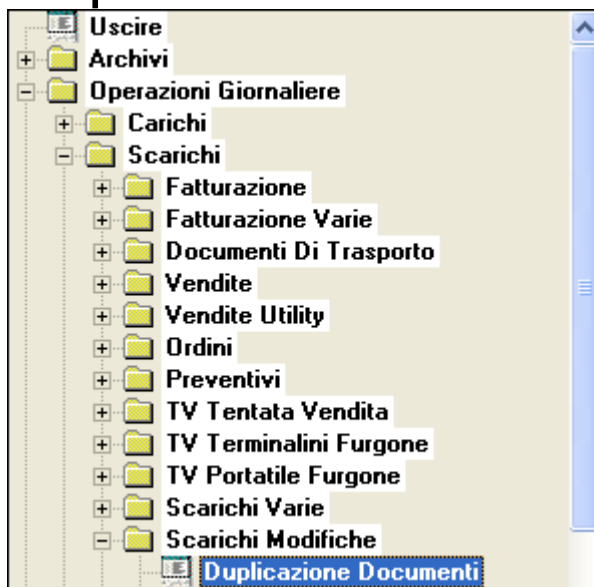 Uscire
Archivi
Operazioni Giornaliere
Carichi
Scarichi
Fatturazione
Fatturazione Varie
Documenti Di Trasporto
Vendite
Vendite Utility
Ordini
Preventivi
TV Tentata Vendita
TV Terminalini Furgone
TV Portatile Furgone
Scarichi Varie
Scarichi Modifiche
Duplicazione Documenti